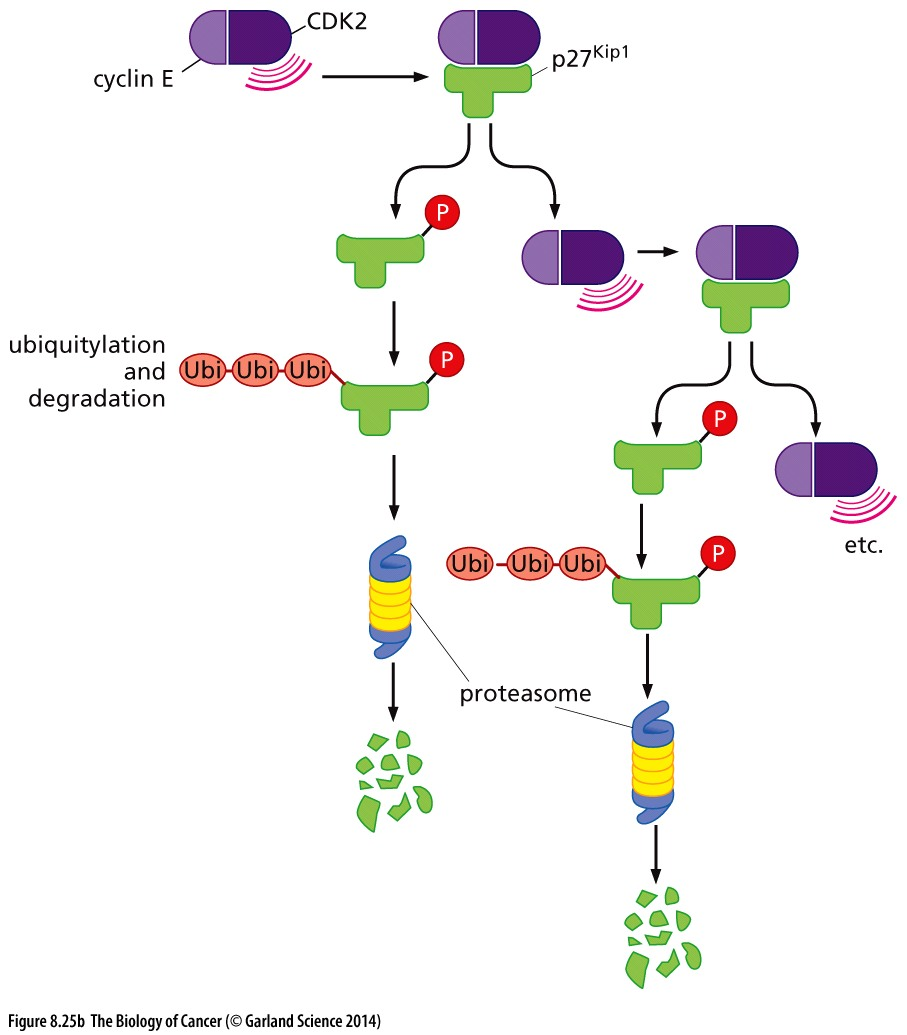 CDK2
cyclin E
p27Kip1
P
P
ubiquitylation
and
degradation
Ubi Ubi Ubi
P
etc.
Ubi Ubi Ubi
P
proteasome
Figure 8.25b The Biology of Cancer (© Garland Science 2014)